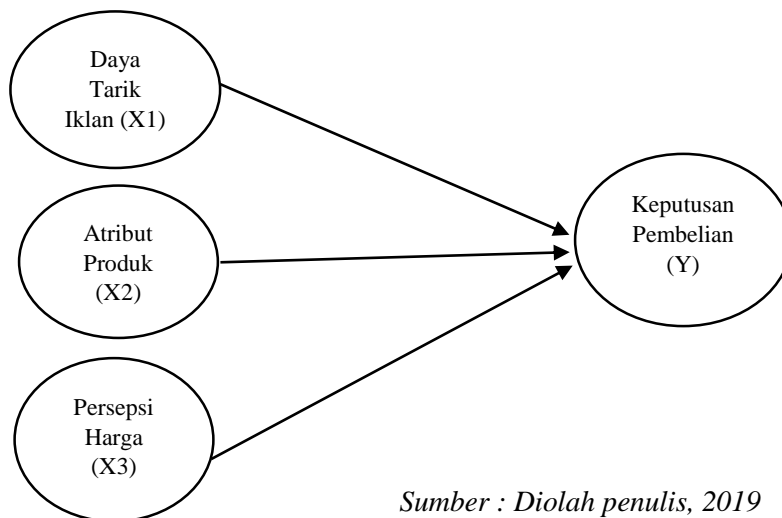 Daya
Tarik
Iklan (X1)
Atribut
Produk
(X2)
Persepsi
Harga
(X3)
Keputusan
Pembelian
(Y)
Sumber : Diolah penulis, 2019